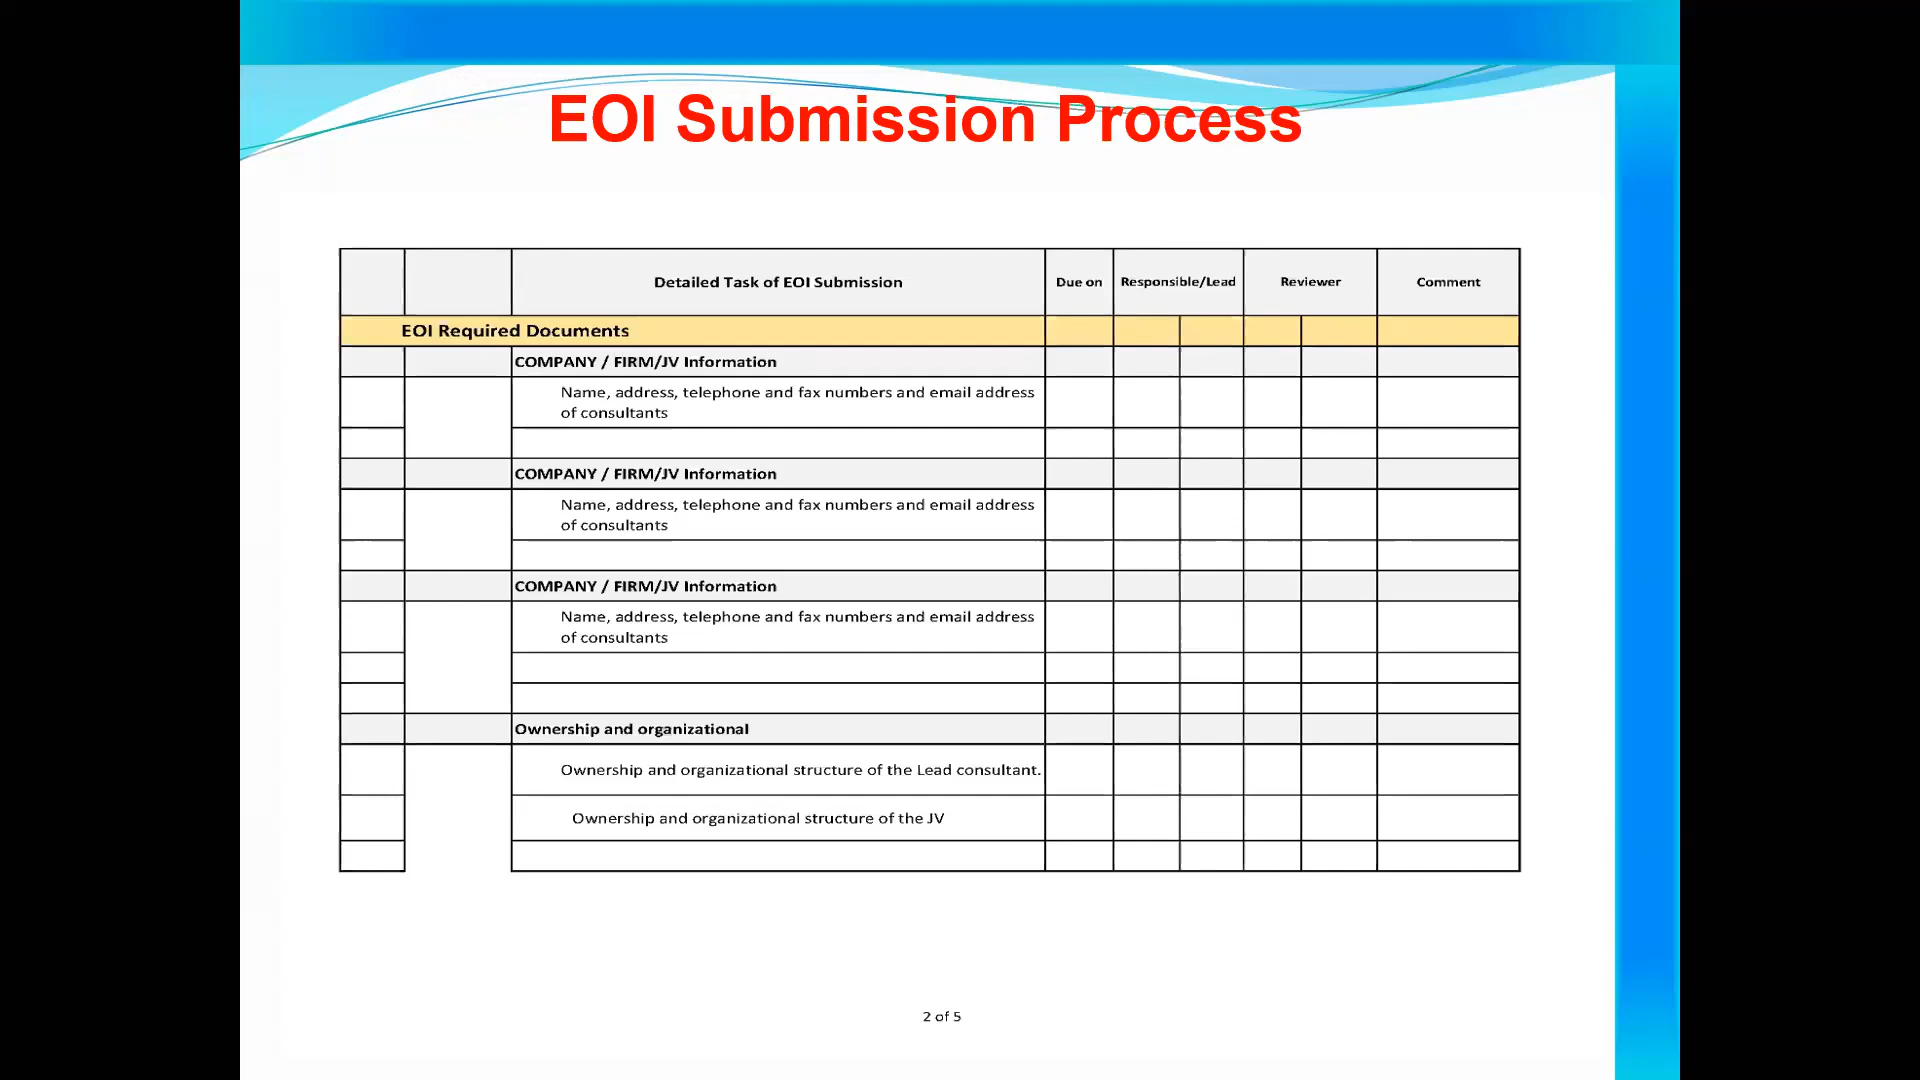 EOI Submission Process
Detailed Task of EOI Submission Due on Responsible/Lead Reviewer Comment
EOI Required Documents
COMPANY / FIRM/JV Information
Name, address, telephone and fax numbers and email address
of consultants
COMPANY / FIRM/JV Information
Name, address, telephone and fax numbers and email address
of consultants
COMPANY / FIRM/JV Information
Name, address, telephone and fax numbers and email address
of consultants
Ownership and organizational
Ownership and organizational structure of the Lead consultant.
Ownership and organizational structure of the JV
2 of 5